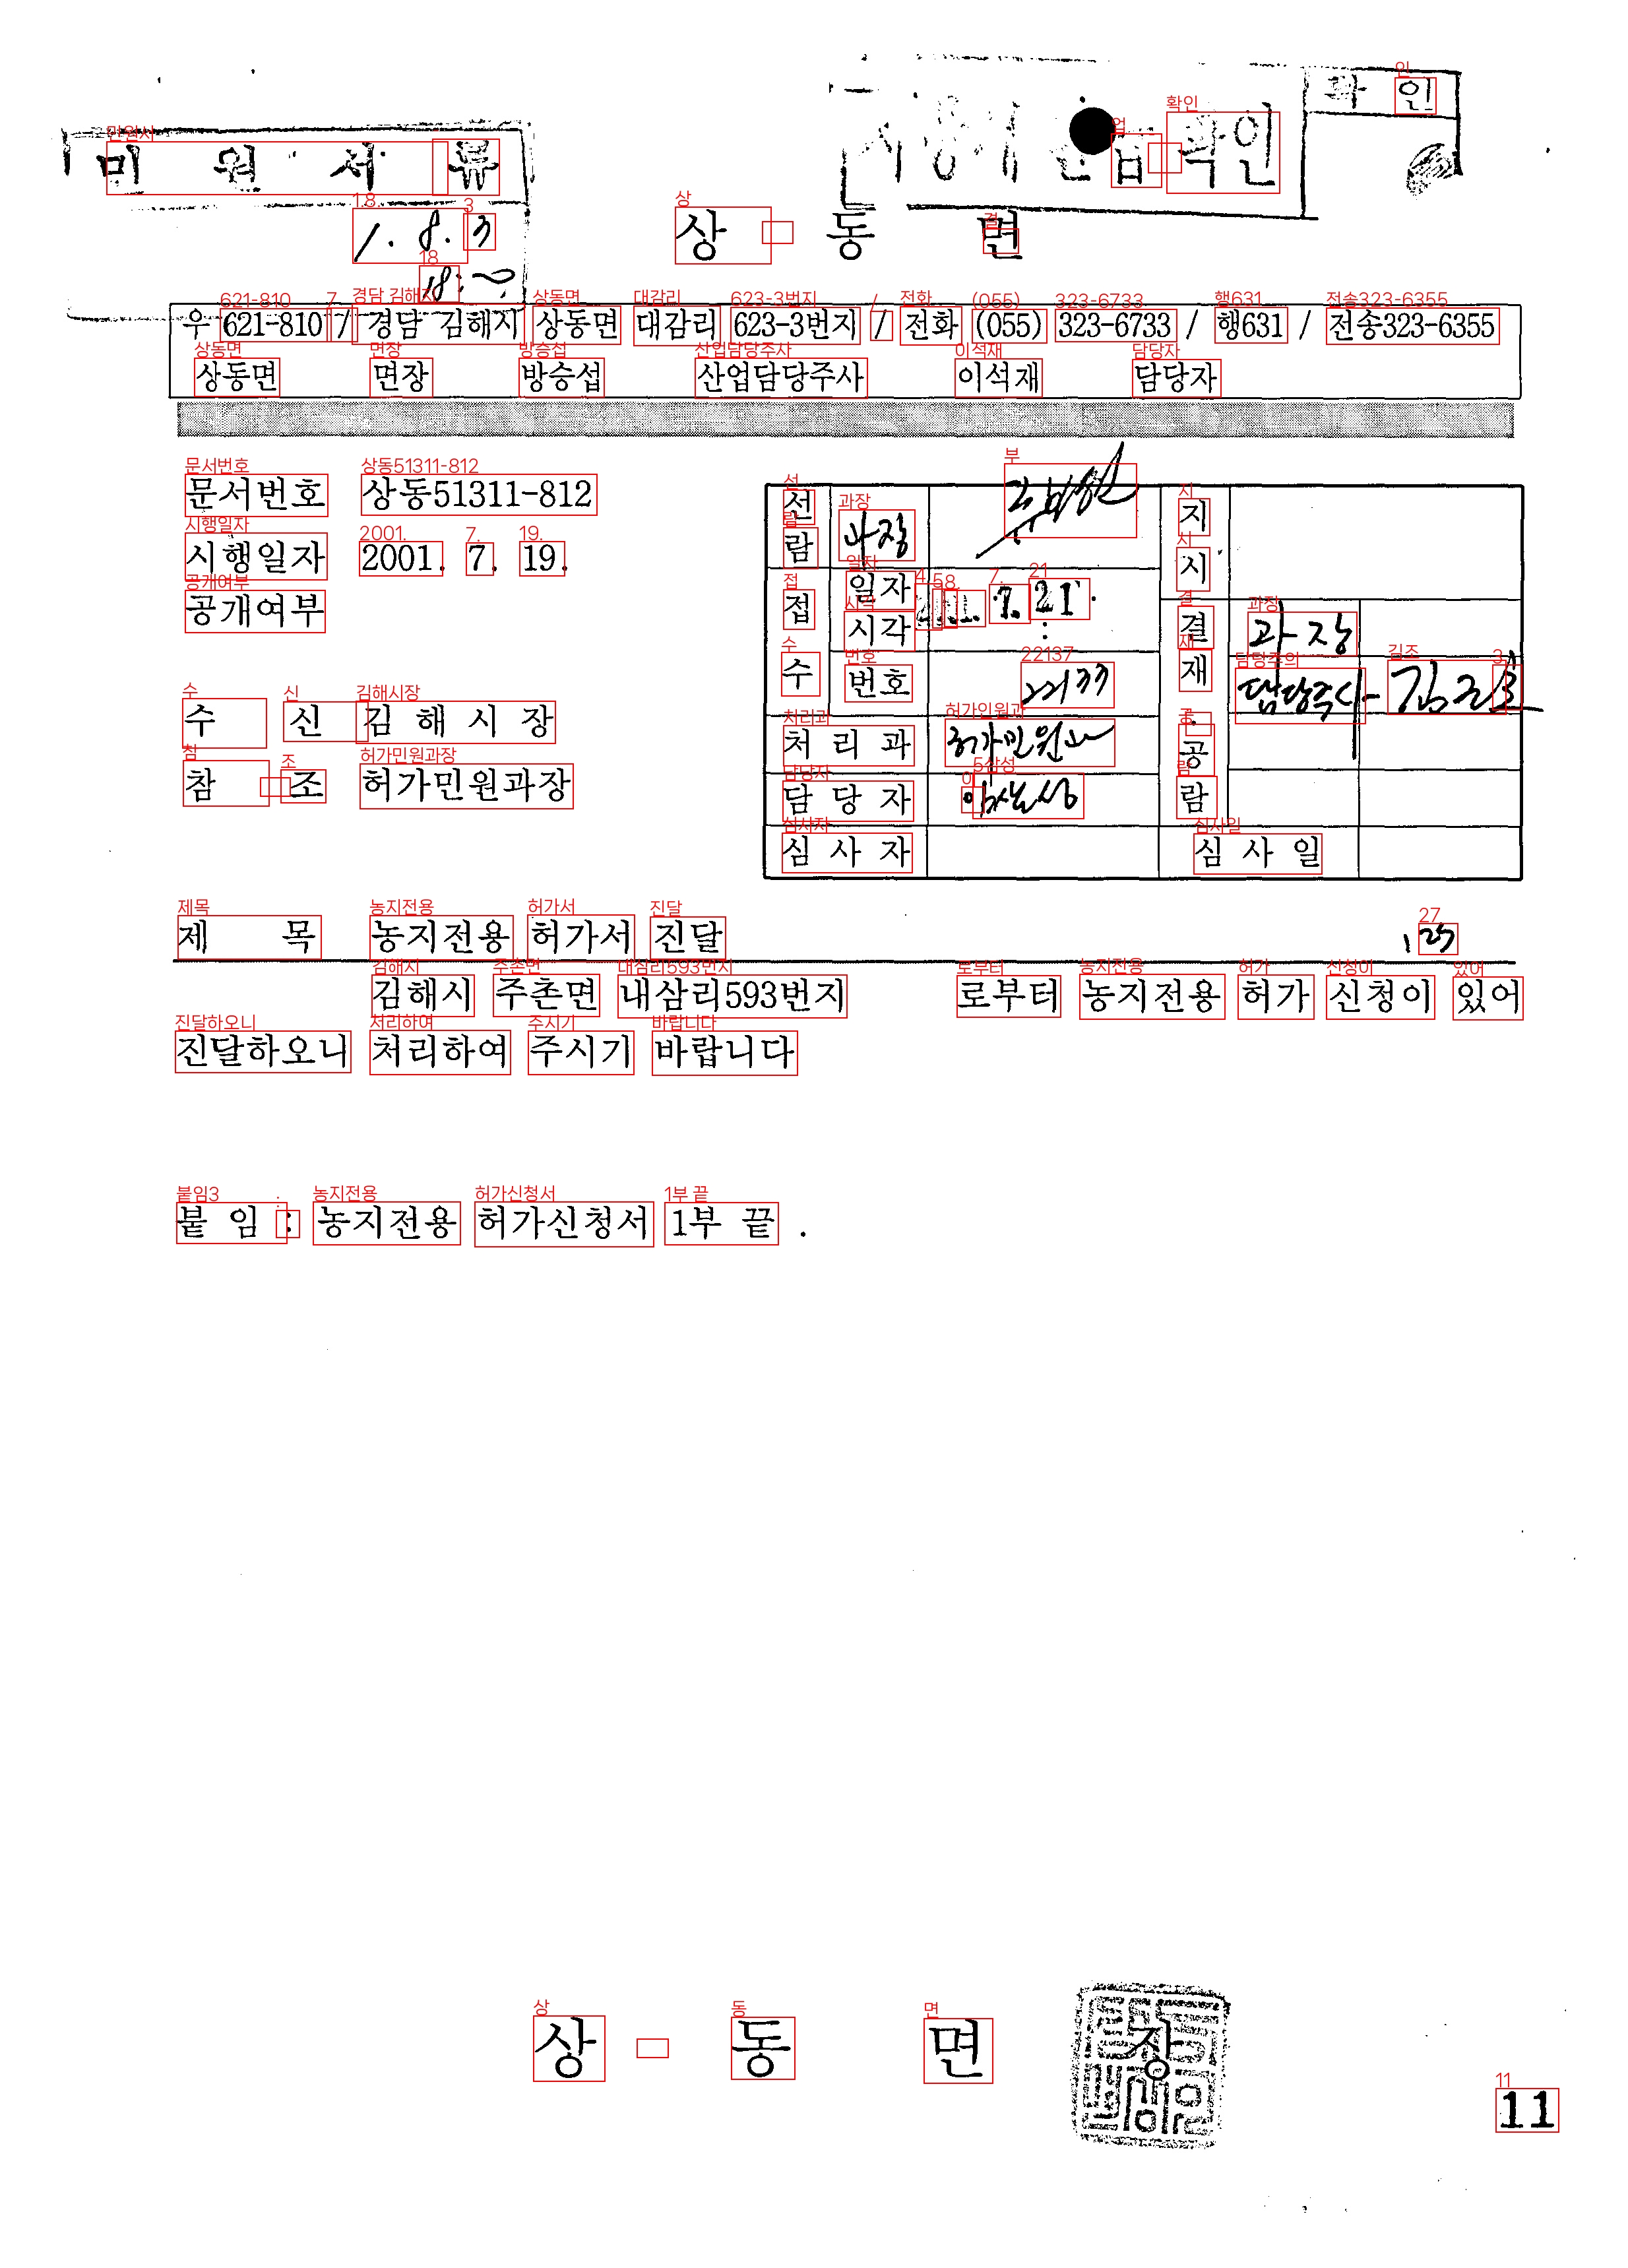 확 인
민 원 서 류
확인
1. 8. 3
상 동 면
18:
우 621-810 / 경남 김해시 상동면 대감리 623-3번지 / 전화 (055) 323-6733 / 행631 / 전송323-6355
상동면 면장 방승섭 산업담당주사 이석재 담당자
문서번호 상동51311-812
시행일자 2001. 7. 19.
공개여부
수 신 김 해 시 장
참 조 허가민원과장
선 람 과장 지 시
접 수 일자 시각 7. 21. : 결 재 과장
번호 22133 담당주사
처 리 과 허가민원과 공 람
담 당 자
심 사 자 심 사 일
제 목 농지전용 허가서 진달
김해시 주촌면 내삼리593번지 로부터 농지전용 허가 신청이 있어
진달하오니 처리하여 주시기 바랍니다
붙 임 : 농지전용 허가신청서 1부 끝 .
상 동 면 장
11